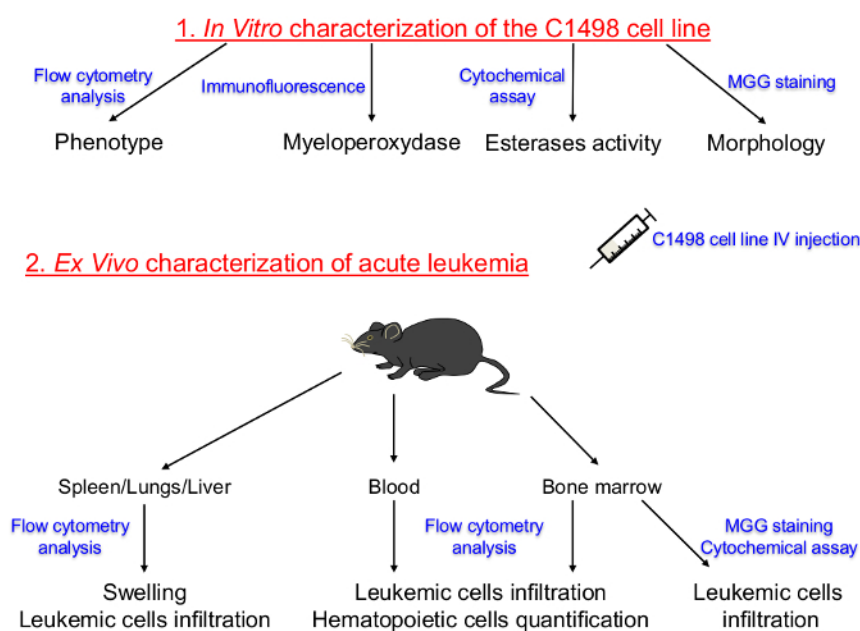 1. In Vitro characterization of the C1498 cell line
Flow cytometry
analysis
Immunofluorescence
Cytochemical
assay
MGG staining
Phenotype
Myeloperoxydase
Esterases activity
Morphology
C1498 cell line IV injection
2. Ex Vivo characterization of acute leukemia
Spleen/Lungs/Liver
Blood
Bone marrow
Flow cytometry
analysis
Flow cytometry
analysis
MGG staining
Cytochemical assay
Swelling
Leukemic cells infiltration
Leukemic cells infiltration
Hematopoietic cells quantification
Leukemic cells
infiltration